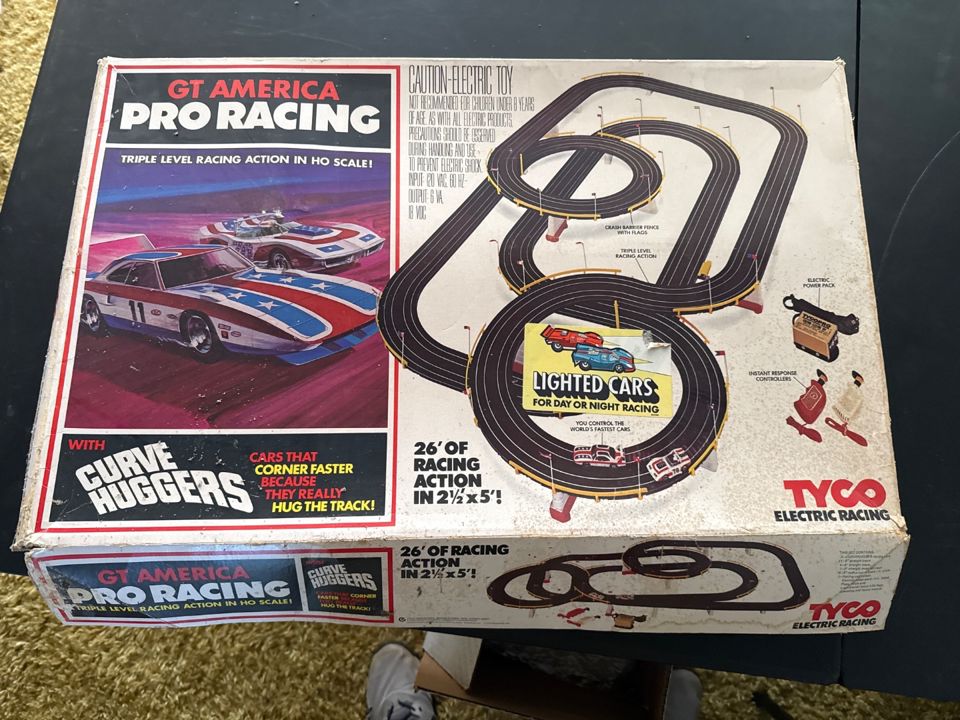 GT AMERICA
PRO RACING
TRIPLE LEVEL RACING ACTION IN HO SCALE!
11
WITH
CURVE
HUGGERS
CARS THAT
CORNER FASTER
BECAUSE
THEY REALLY
HUG THE TRACK!
CAUTION-ELECTRIC TOY
NOT RECOMMENDED FOR CHILDREN UNDER 8 YEARS
OF AGE. AS WITH ALL ELECTRIC PRODUCTS,
PRECAUTIONS SHOULD BE OBSERVED
DURING HANDLING AND USE
TO PREVENT ELECTRIC SHOCK.
INPUT: 120 VAC, 60 HZ
OUTPUT: 6 VA,
18 VDC
CRASH BARRIER FENCE
WITH FLAGS
TRIPLE LEVEL
RACING ACTION
ELECTRIC
POWER PACK
INSTANT RESPONSE
CONTROLLERS
LIGHTED CARS
FOR DAY OR NIGHT RACING
YOU CONTROL THE
WORLD'S FASTEST CARS
26' OF
RACING
ACTION
IN 2½ x 5'!
TYCO
ELECTRIC RACING
GT AMERICA
PRO RACING
TRIPLE LEVEL RACING ACTION IN HO SCALE!
CURVE
HUGGERS
CARS THAT CORNER
FASTER
HUG THE TRACK!
26' OF RACING
ACTION
IN 2½ x 5'!
TYCO
ELECTRIC RACING